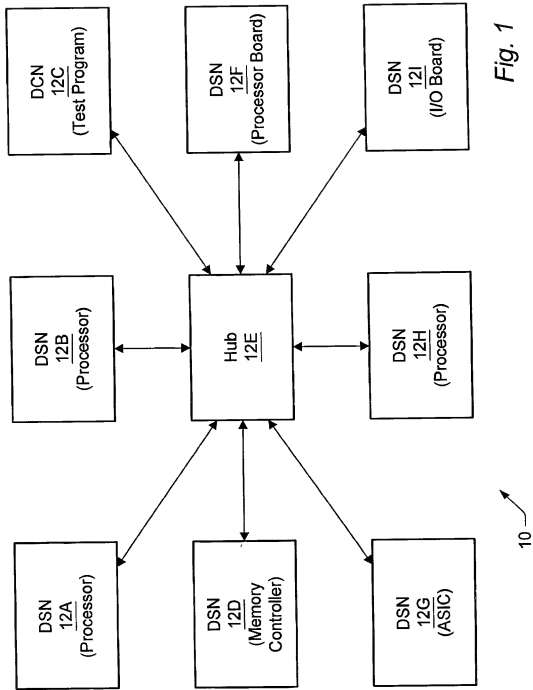 DSN
12A
(Processor)
DSN
12B
(Processor)
DCN
12C
(Test Program)
DSN
12D
(Memory
Controller)
Hub
12E
DSN
12F
(Processor Board)
DSN
12G
(ASIC)
DSN
12H
(Processor)
DSN
12I
(I/O Board)
10
Fig. 1